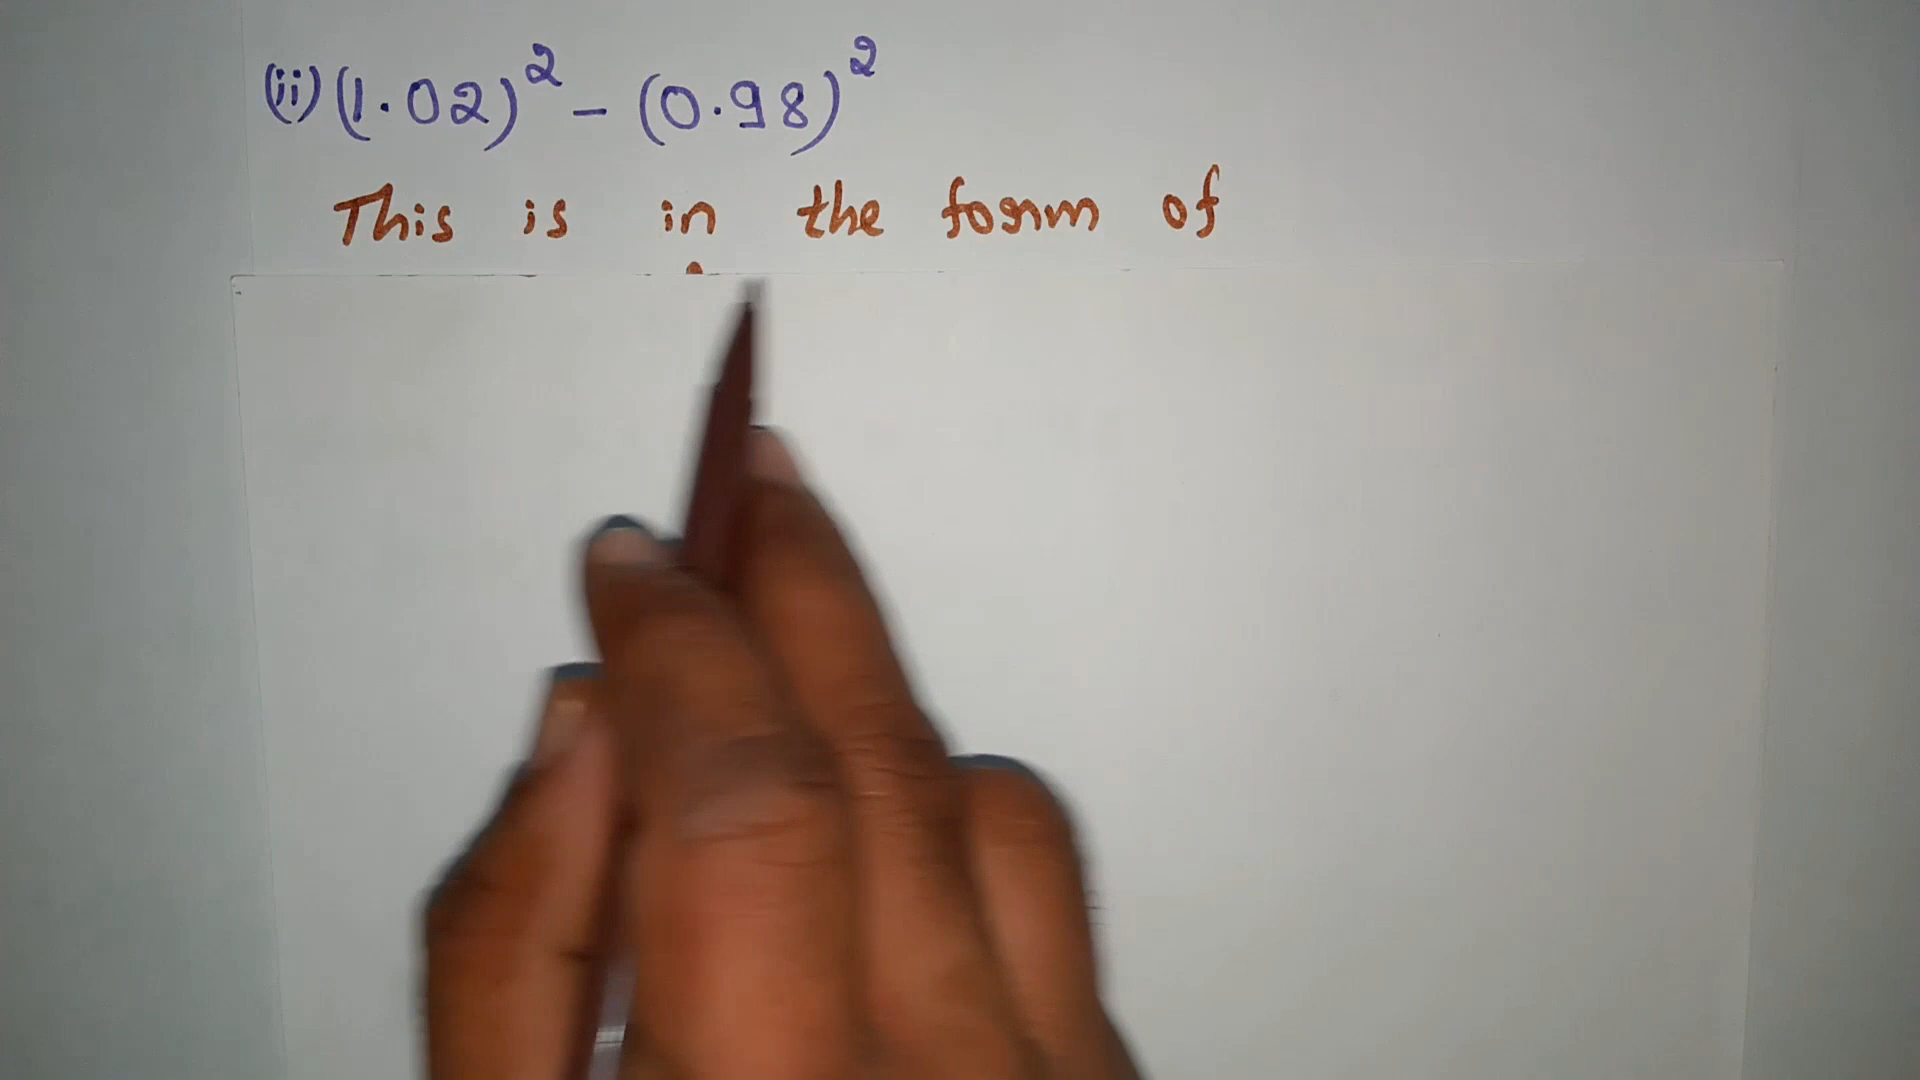 (ii) (1.02)² - (0.98)²
This is in the form of